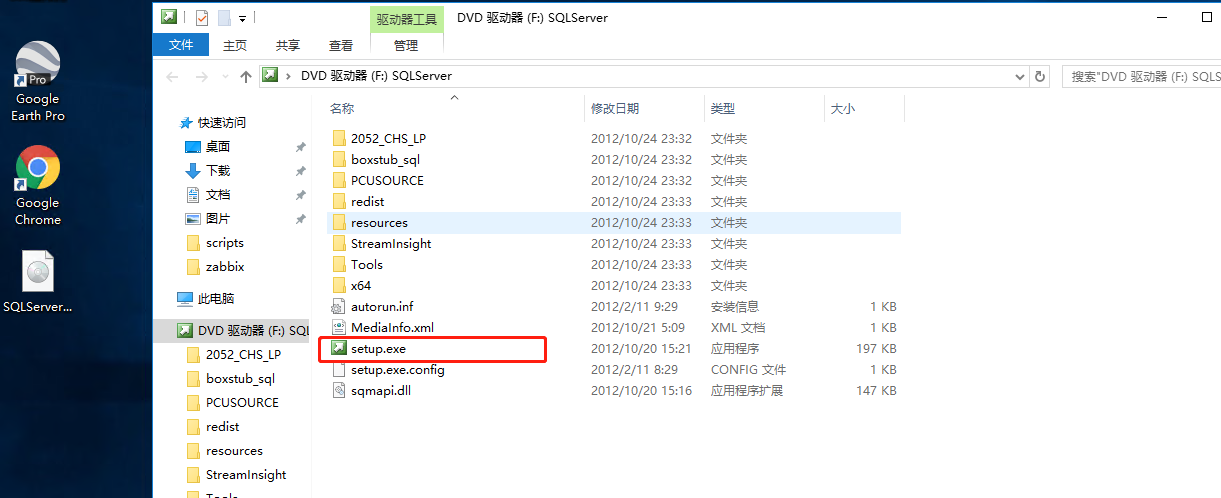 Pro
Google
Earth Pro
Google
Chrome
SQLServer...
驱动器工具
DVD 驱动器 (F:) SQLServer
文件 主页 共享 查看 管理
DVD 驱动器 (F:) SQLServer
搜索"DVD 驱动器 (F:) SQLS
快速访问
桌面
下载
文档
图片
scripts
zabbix
此电脑
DVD 驱动器 (F:) SQL
2052_CHS_LP
boxstub_sql
PCUSOURCE
redist
resources
StreamInsight
Tools
名称 修改日期 类型 大小
2052_CHS_LP 2012/10/24 23:32 文件夹
boxstub_sql 2012/10/24 23:32 文件夹
PCUSOURCE 2012/10/24 23:32 文件夹
redist 2012/10/24 23:33 文件夹
resources 2012/10/24 23:33 文件夹
StreamInsight 2012/10/24 23:33 文件夹
Tools 2012/10/24 23:33 文件夹
x64 2012/10/24 23:33 文件夹
autorun.inf 2012/2/11 9:29 安装信息 1 KB
MediaInfo.xml 2012/10/21 5:09 XML 文档 1 KB
setup.exe 2012/10/20 15:21 应用程序 197 KB
setup.exe.config 2012/2/11 8:29 CONFIG 文件 1 KB
sqmapi.dll 2012/10/20 15:16 应用程序扩展 147 KB